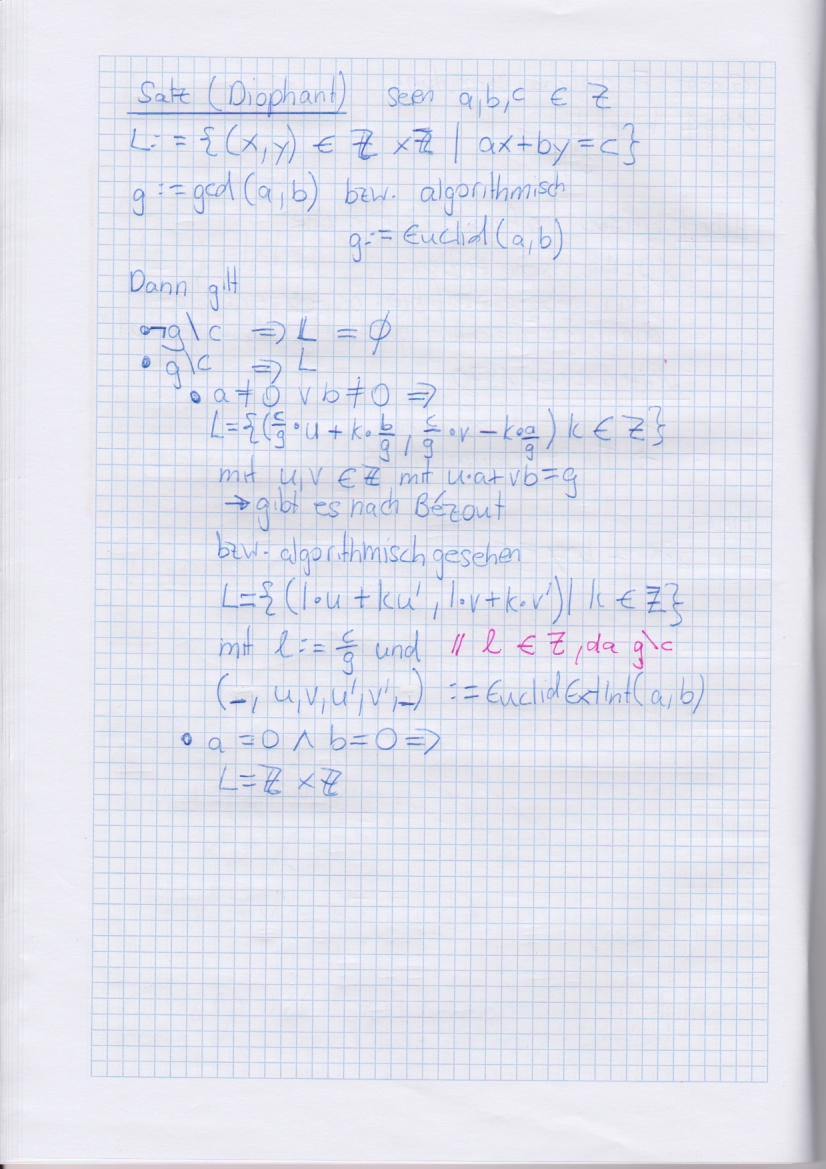 Satz (Diophant) Seen a,b,c ∈ Z
L := {(x,y) ∈ ℤ × ℤ | ax+by=c}
g := gcd(a,b) bzw. algorithmisch
g := Euclid(a,b)
Dann gilt
• ¬g\c ⇒ L = ∅
• g\c ⇒ L
• a ≠ 0 ∨ b ≠ 0 ⇒
L={(c/g • u + k • b/g, c/g • v − k • a/g) k ∈ Z}
mit u,v ∈ ℤ mit u•a+vb=g
→ gibt es nach Bézout
bzw. algorithmisch gesehen
L={(l•u + ku', l•v+k•v')| k ∈ Z}
mit l := c/g und // l ∈ Z, da g\c
(_, u,v,u',v',_) := EuclidExtInt(a,b)
• a = 0 ∧ b=0 ⇒
L=ℤ × ℤ